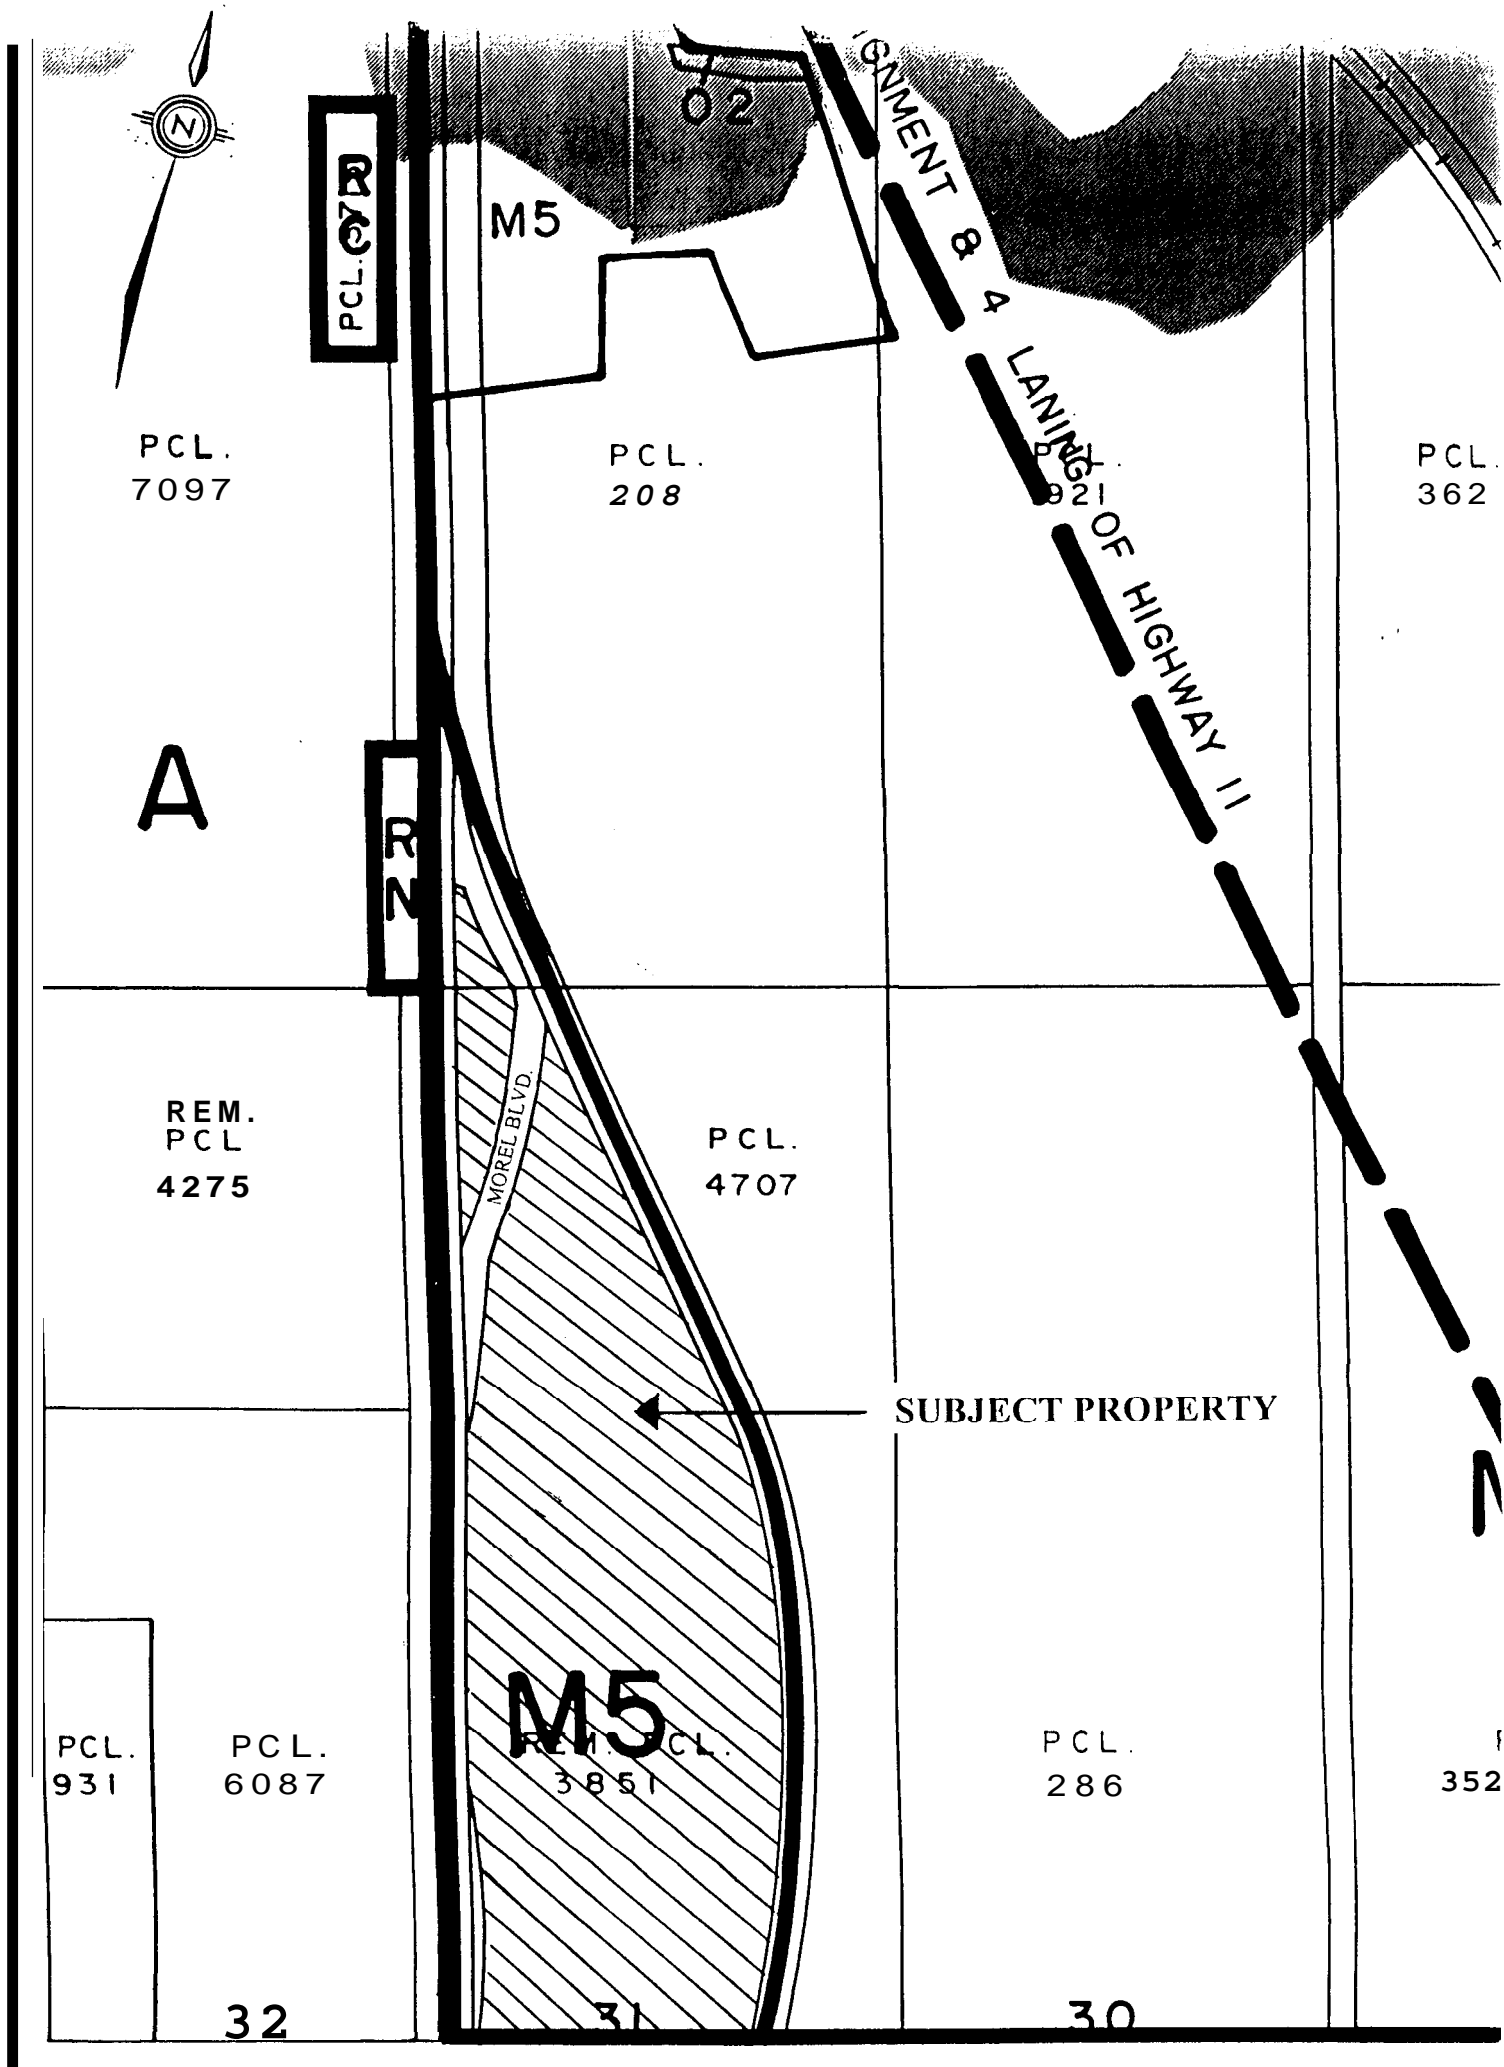 N
O2
R
C
PCL.
M5
IGNMENT & 4 LANING OF HIGHWAY 11
PCL.
7097
PCL.
208
921
PCL.
362
A
R
N
REM.
PCL
4275
MOREL BLVD.
PCL.
4707
SUBJECT PROPERTY
M5
REM. PCL.
3851
PCL.
931
PCL.
6087
PCL.
286
352
32
31
30